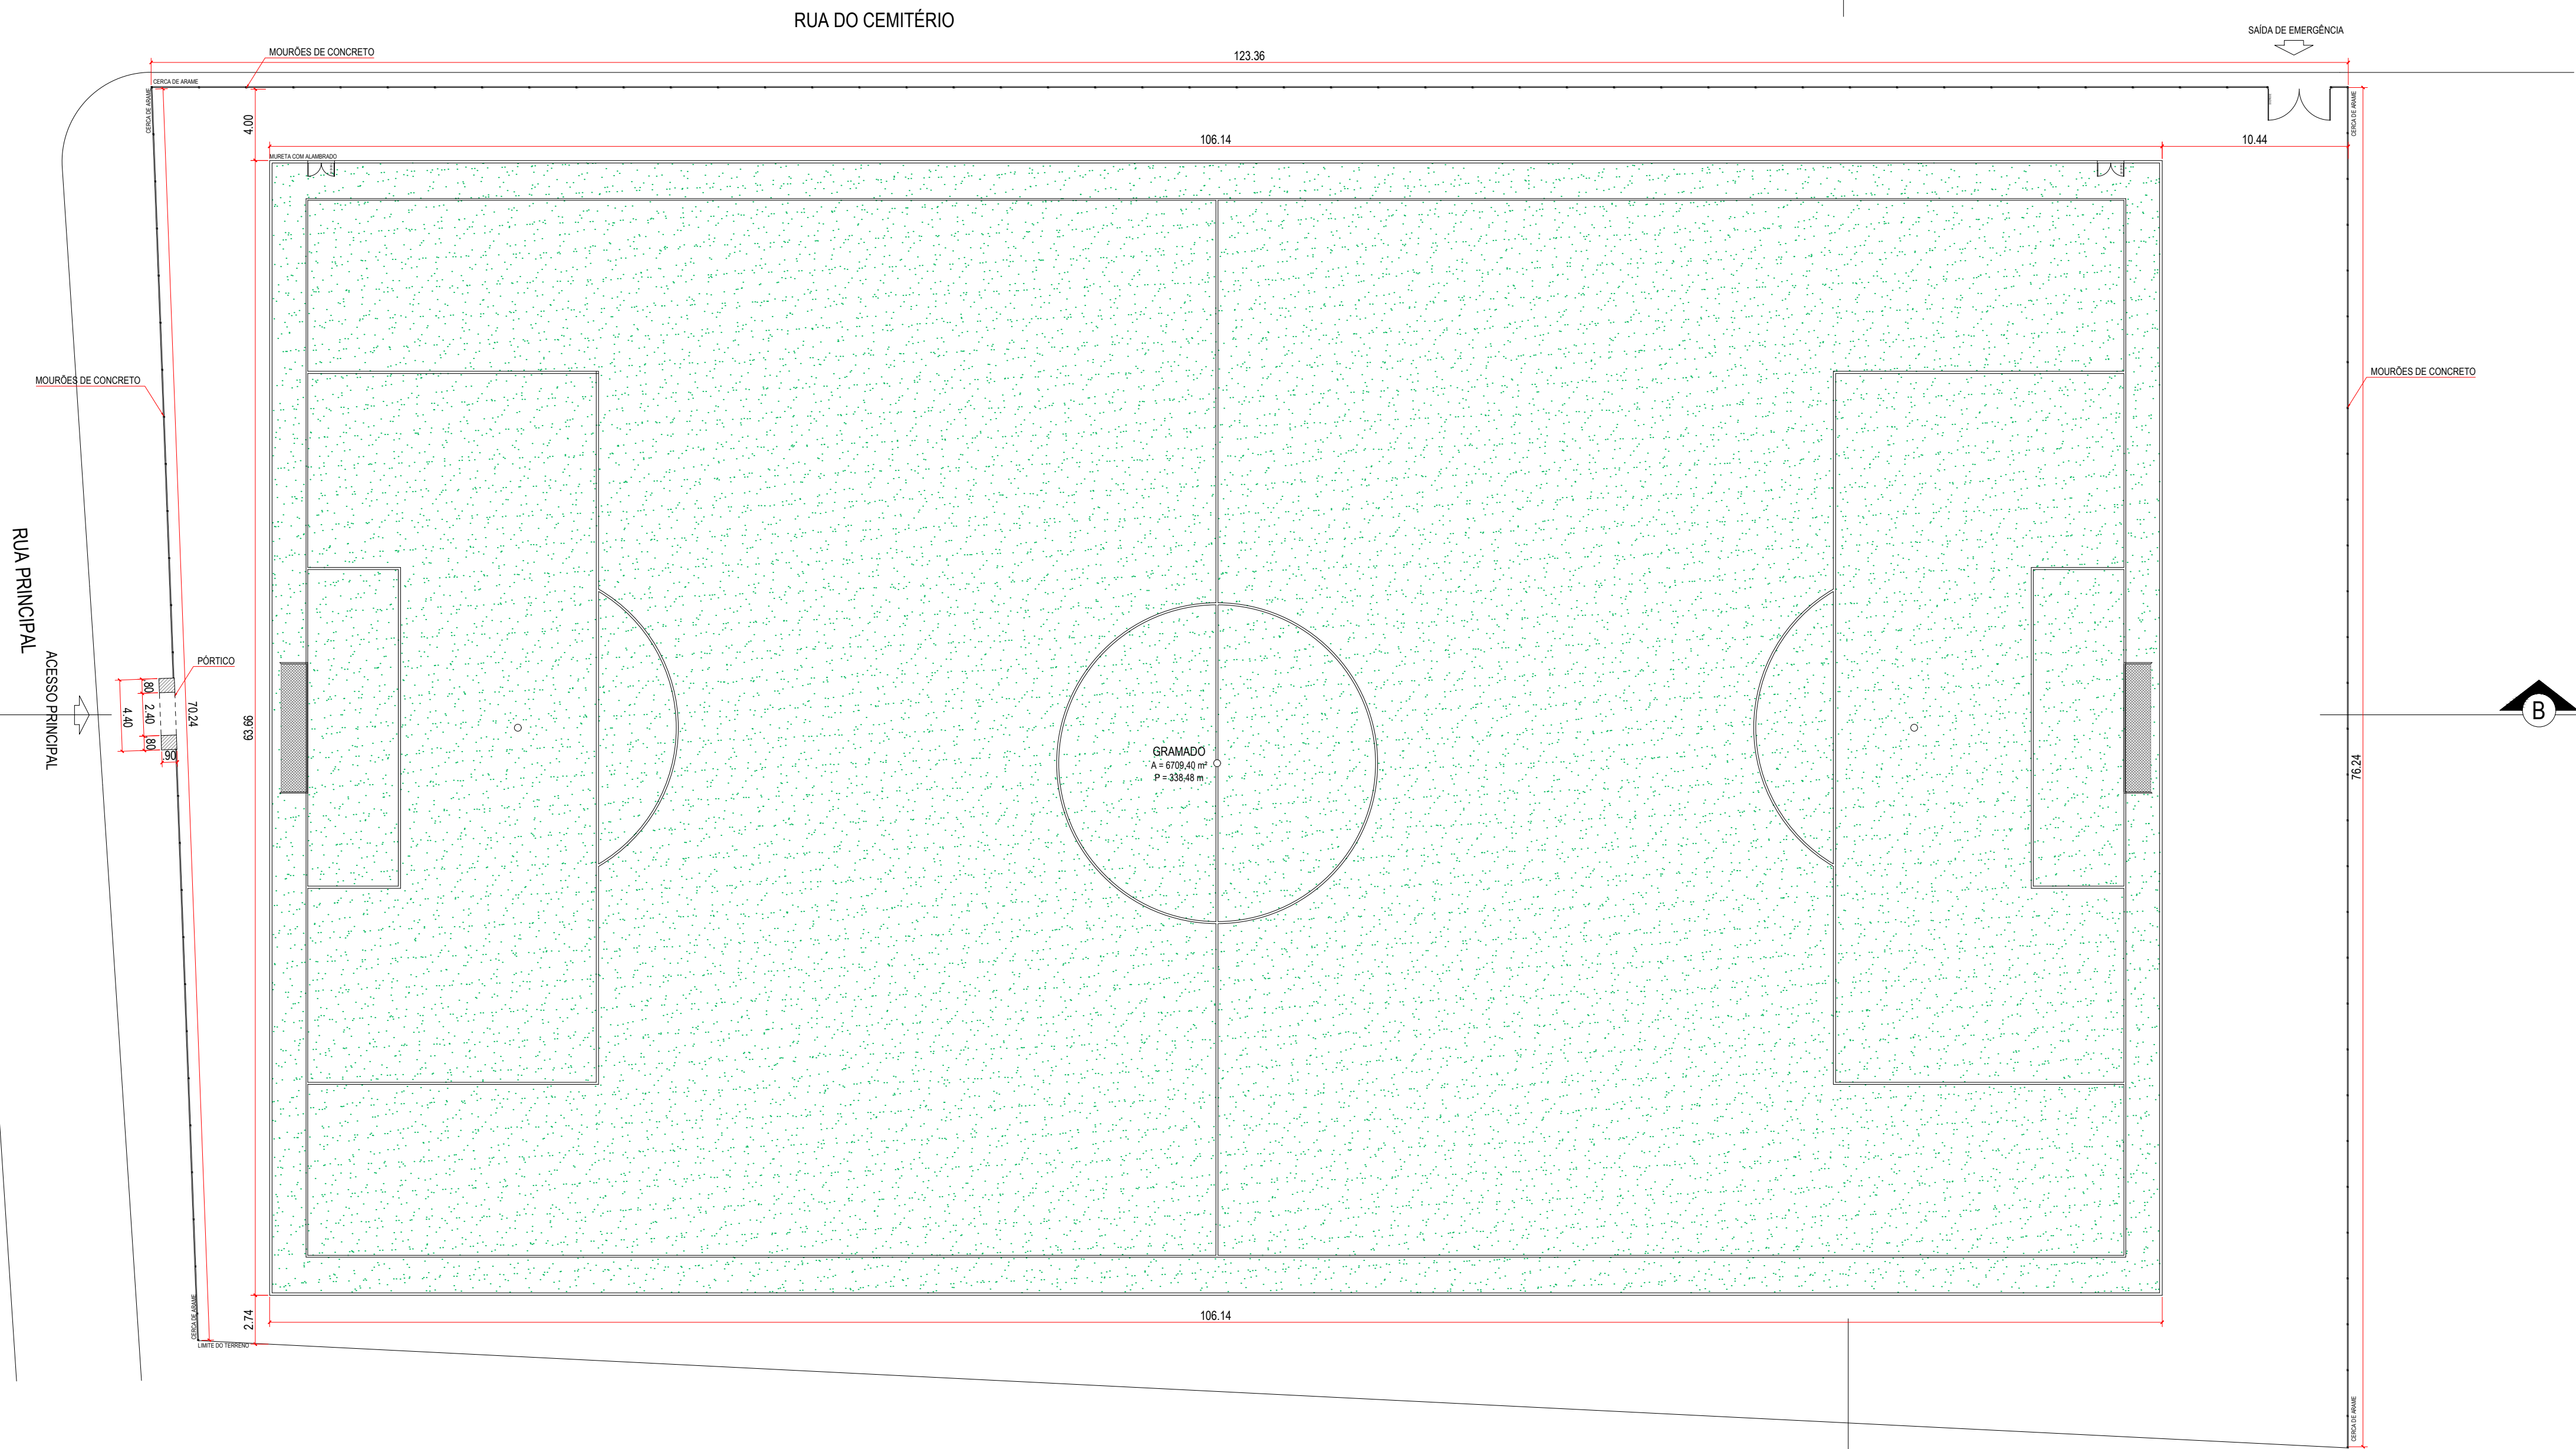 RUA DO CEMITÉRIO
SAÍDA DE EMERGÊNCIA
MOURÕES DE CONCRETO
123.36
CERCA DE ARAME
CERCA DE ARAME
CERCA DE ARAME
4.00
106.14
10.44
MURETA COM ALAMBRADO
MOURÕES DE CONCRETO
MOURÕES DE CONCRETO
RUA PRINCIPAL
ACESSO PRINCIPAL
PÓRTICO
.80
2.40
4.40
.80
.90
70.24
63.66
GRAMADO
A = 6709,40 m²
P = 338,48 m
B
76.24
CERCA DE ARAME
2.74
106.14
LIMITE DO TERRENO
CERCA DE ARAME